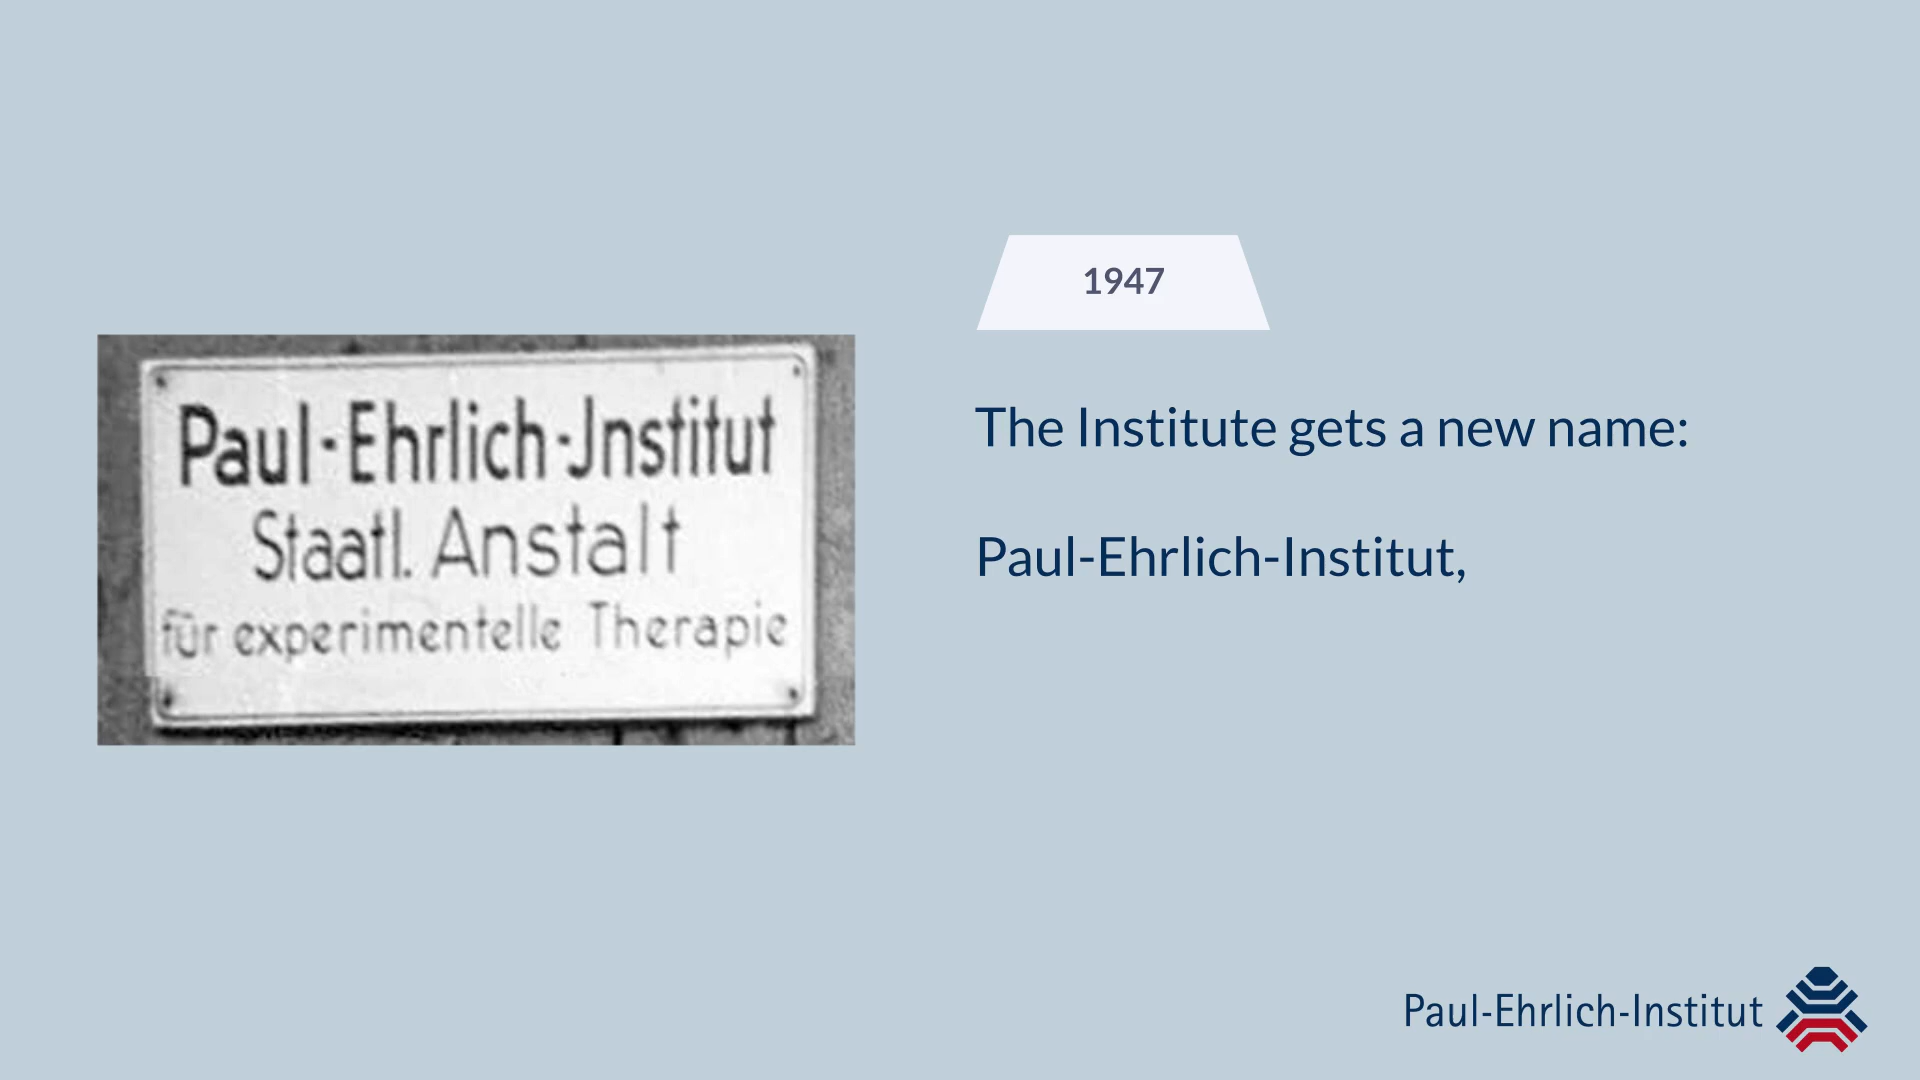 Paul-Ehrlich-Jnstitut
Staatl. Anstalt
für experimentelle Therapie
1947
The Institute gets a new name:
Paul-Ehrlich-Institut,
Paul-Ehrlich-Institut